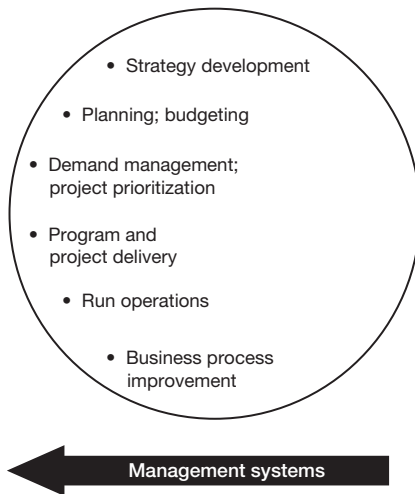 • Strategy development
• Planning; budgeting
• Demand management;
project prioritization
• Program and
project delivery
• Run operations
• Business process
improvement
Management systems